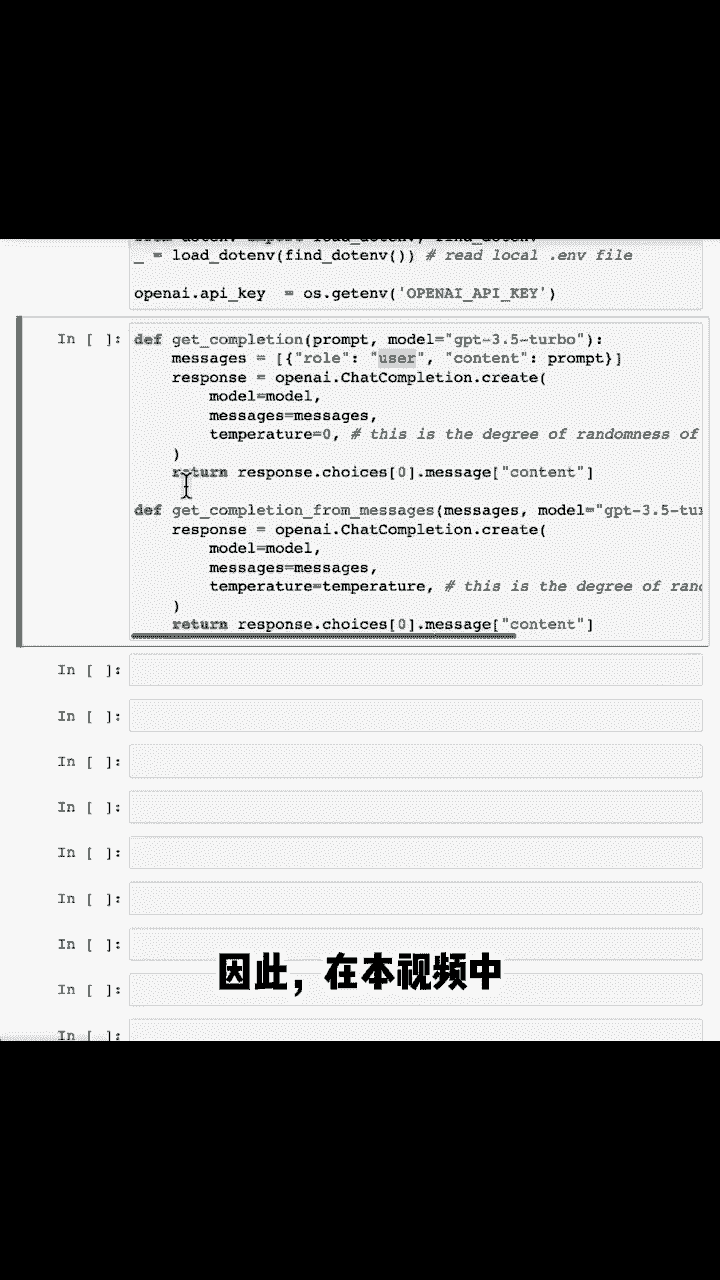 _ = load_dotenv(find_dotenv()) # read local .env file
openai.api_key  = os.getenv('OPENAI_API_KEY')
In [ ]: def get_completion(prompt, model="gpt-3.5-turbo"):
messages = [{"role": "user", "content": prompt}]
response = openai.ChatCompletion.create(
model=model,
messages=messages,
temperature=0, # this is the degree of randomness of
)
return response.choices[0].message["content"]
def get_completion_from_messages(messages, model="gpt-3.5-tu
response = openai.ChatCompletion.create(
model=model,
messages=messages,
temperature=temperature, # this is the degree of ran
)
return response.choices[0].message["content"]
In [ ]:
In [ ]:
In [ ]:
In [ ]:
In [ ]:
In [ ]:
In [ ]:
因此，在本视频中
In [ ]:
In [ ]: